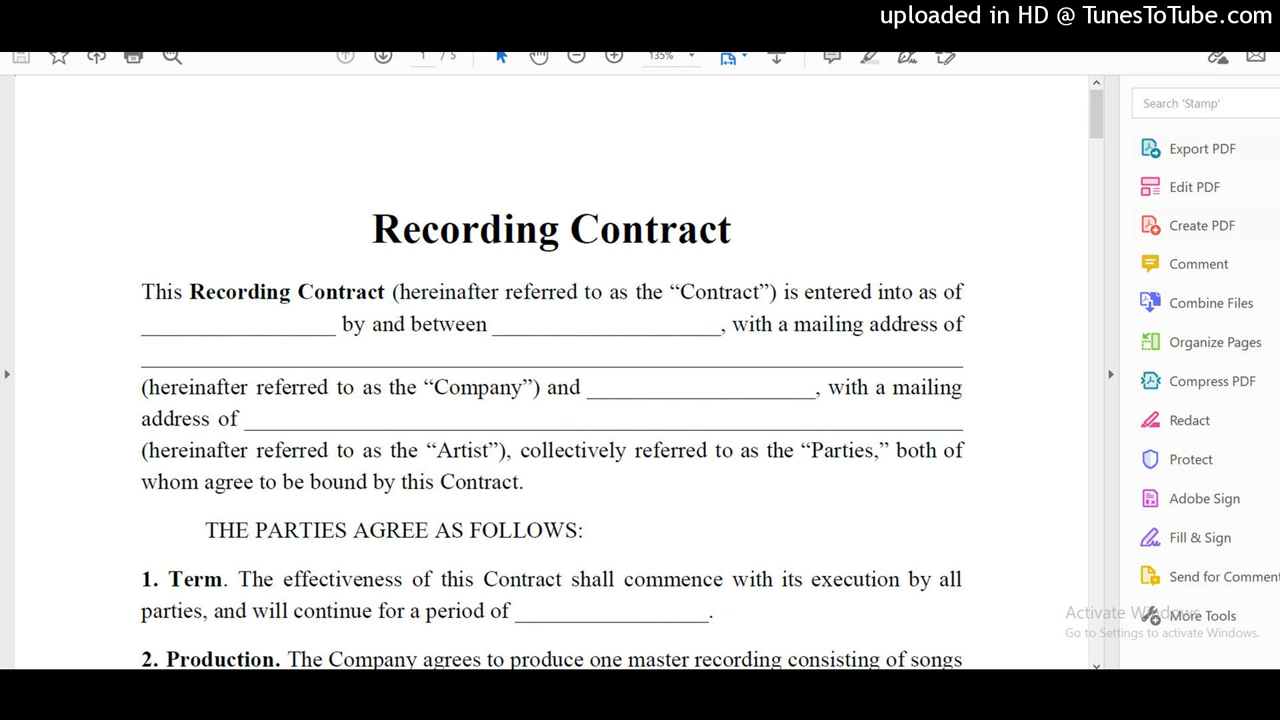 uploaded in HD @ TunesToTube.com
1 / 5
135%
Search 'Stamp'
Export PDF
Edit PDF
Create PDF
Comment
Combine Files
Organize Pages
Compress PDF
Redact
Protect
Adobe Sign
Fill & Sign
Send for Comment
More Tools
Recording Contract
This Recording Contract (hereinafter referred to as the “Contract”) is entered into as of
_________________ by and between ____________________, with a mailing address of
________________________________________________________________________
(hereinafter referred to as the “Company”) and ____________________, with a mailing
address of _______________________________________________________________
(hereinafter referred to as the “Artist”), collectively referred to as the “Parties,” both of
whom agree to be bound by this Contract.
THE PARTIES AGREE AS FOLLOWS:
1. Term. The effectiveness of this Contract shall commence with its execution by all
parties, and will continue for a period of _________________.
2. Production. The Company agrees to produce one master recording consisting of songs
Activate Windows
Go to Settings to activate Windows.